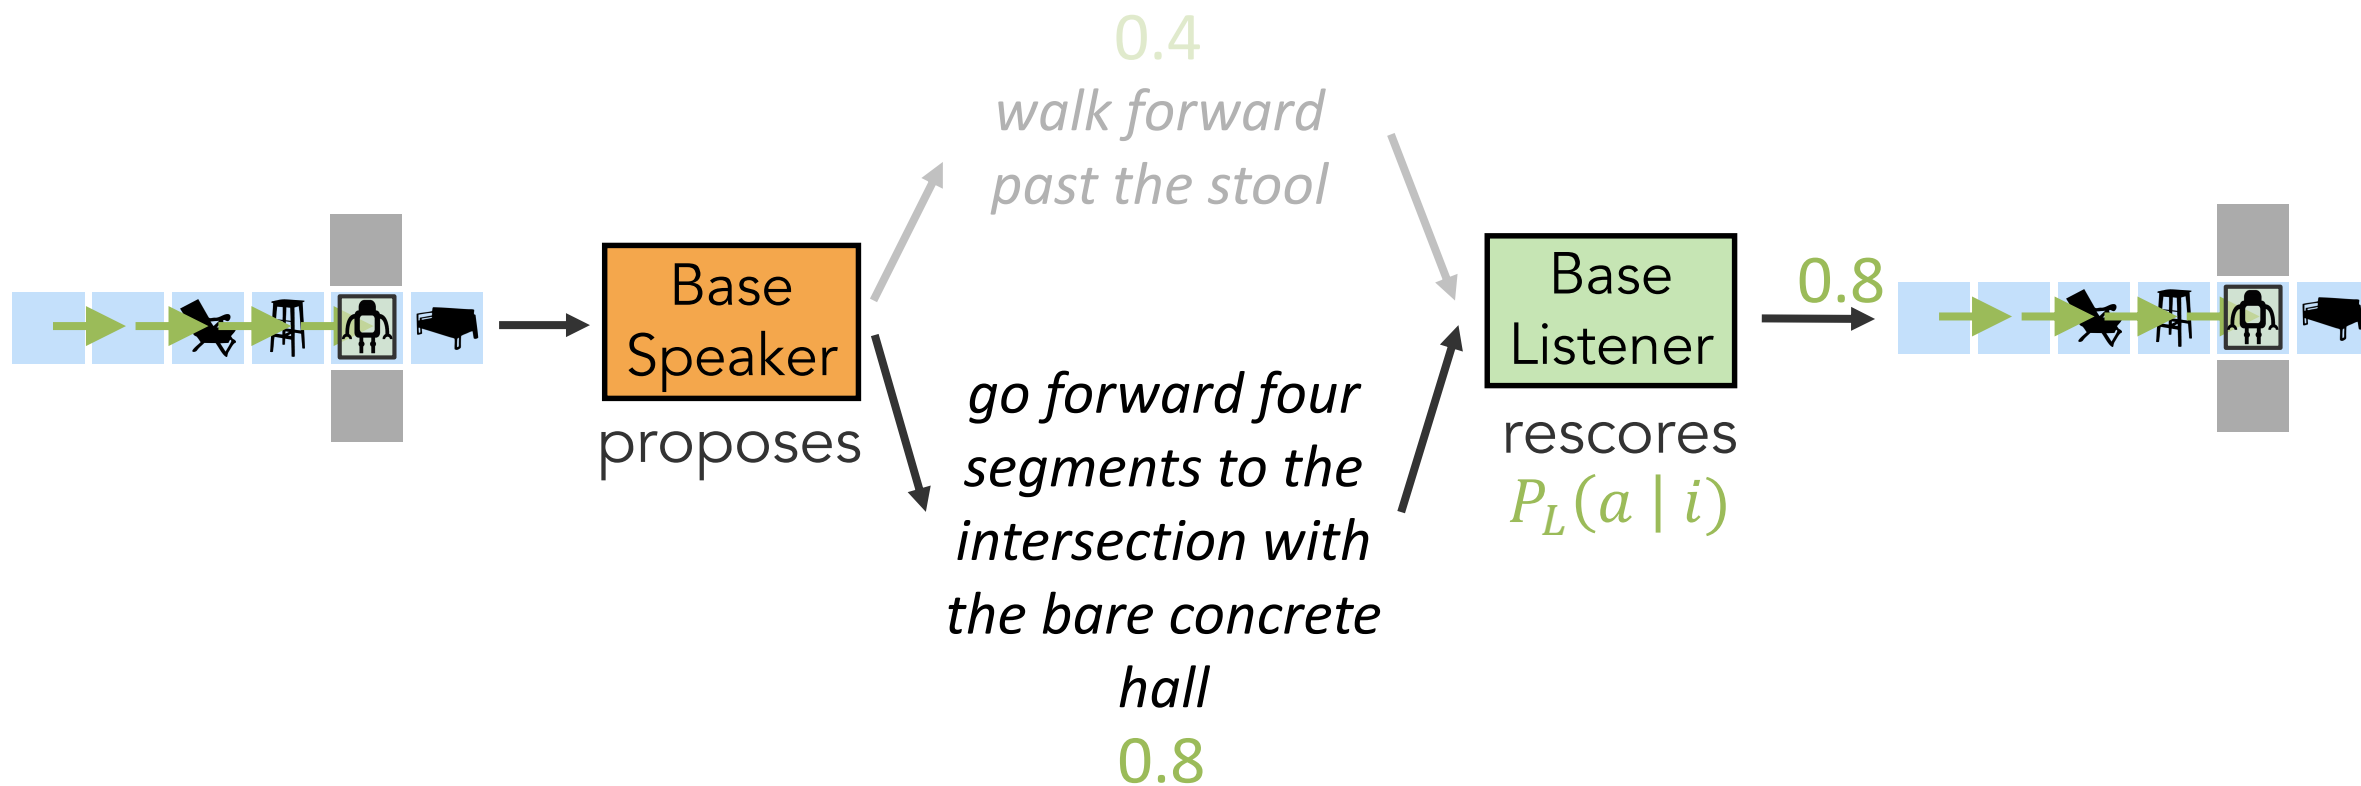 0.4
walk forward
past the stool
Base
Speaker
proposes
go forward four
segments to the
intersection with
the bare concrete
hall
0.8
Base
Listener
rescores
P_L(a | i)
0.8